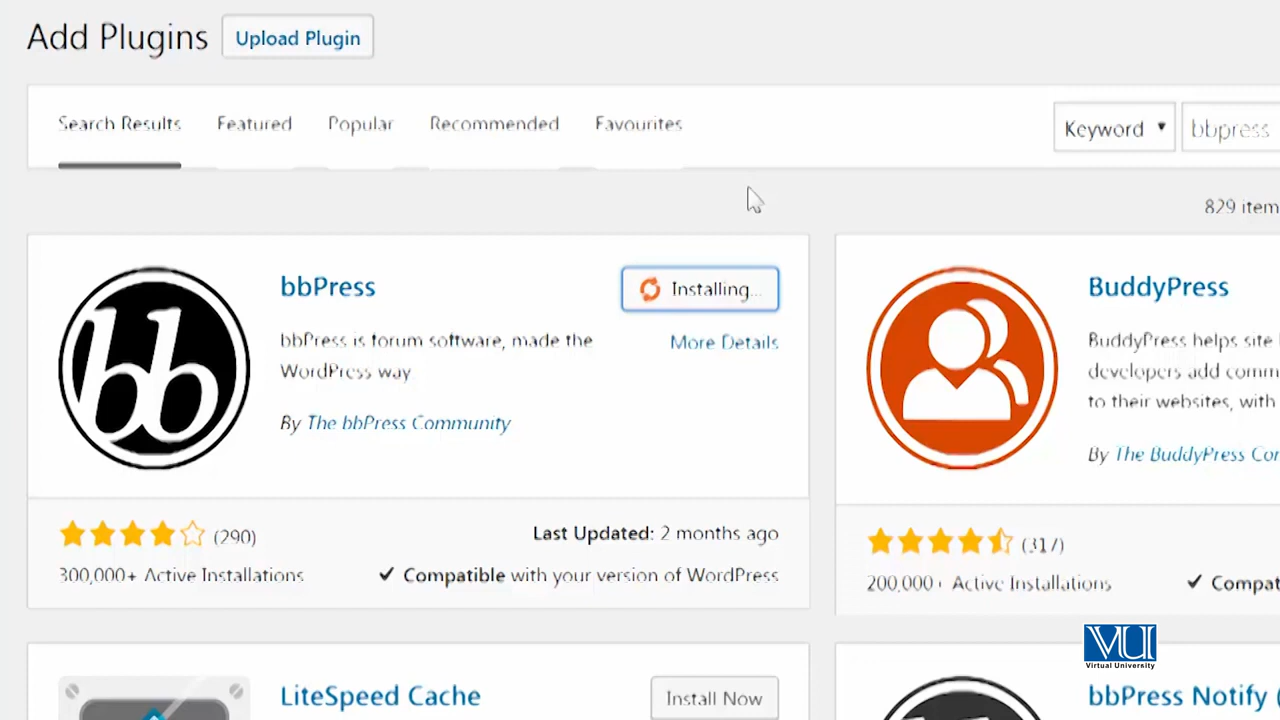 Add Plugins Upload Plugin
Search Results Featured Popular Recommended Favourites Keyword bbpress
829 item
bbPress
Installing...
bbPress is forum software, made the
WordPress way
More Details
By The bbPress Community
(290)
Last Updated: 2 months ago
300,000+ Active Installations
Compatible with your version of WordPress
BuddyPress
BuddyPress helps site
developers add comm
to their websites, with
By The BuddyPress Co
(317)
200,000+ Active Installations
Compat
LiteSpeed Cache
Install Now
bbPress Notify (
bb
VU
Virtual University